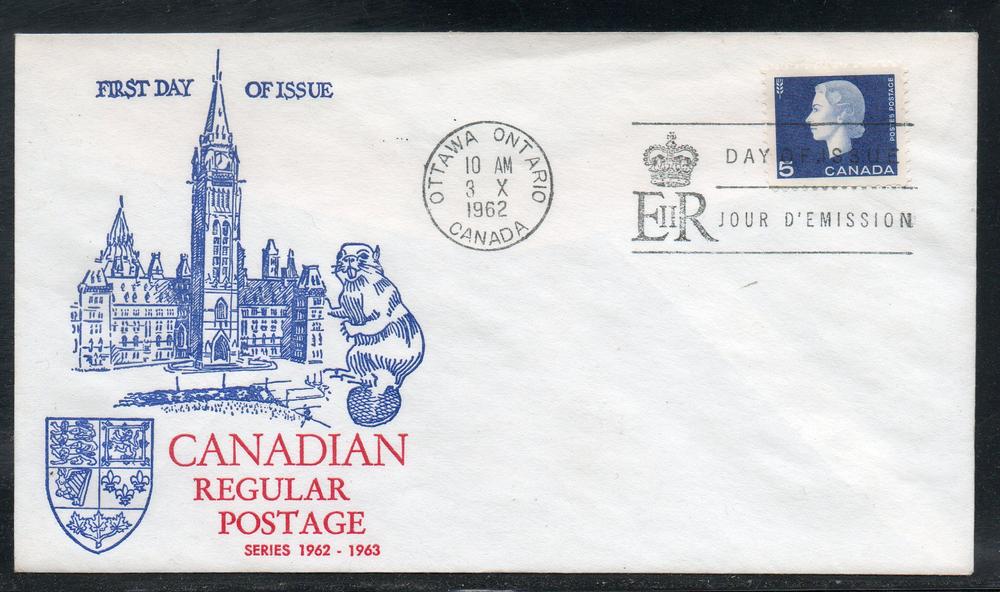 FIRST DAY OF ISSUE
OTTAWA ONTARIO
10 AM
3 X
1962
CANADA
POSTES POSTAGE
5 CANADA
DAY OF ISSUE
EIIR JOUR D'EMISSION
CANADIAN
REGULAR
POSTAGE
SERIES 1962 - 1963